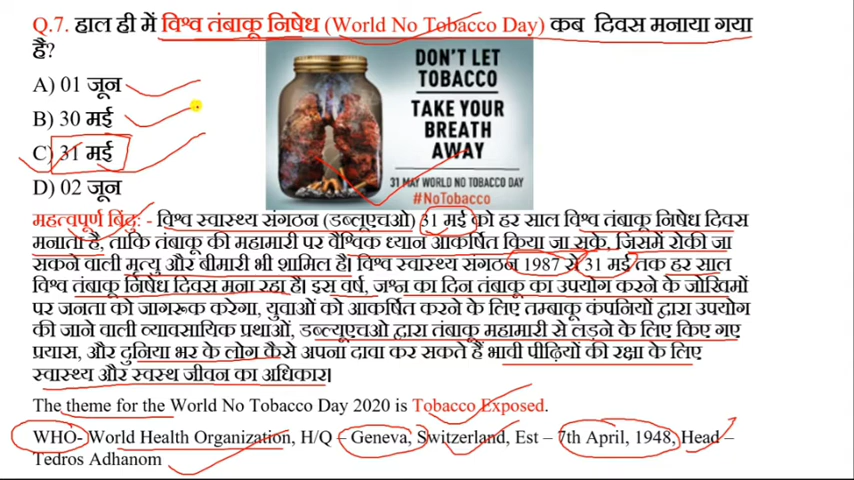 Q.7. हाल ही में विश्व तंबाकू निषेध (World No Tobacco Day) कब दिवस मनाया गया
है?
A) 01 जून
B) 30 मई
C) 31 मई
D) 02 जून
DON'T LET
TOBACCO
TAKE YOUR
BREATH
AWAY
31 MAY WORLD NO TOBACCO DAY
#NoTobacco
महत्वपूर्ण बिंदु: - विश्व स्वास्थ्य संगठन (डब्लूएचओ) 31 मई को हर साल विश्व तंबाकू निषेध दिवस
मनाता है, ताकि तंबाकू की महामारी पर वैश्विक ध्यान आकर्षित किया जा सके, जिसमें रोकी जा
सकने वाली मृत्यु और बीमारी भी शामिल है। विश्व स्वास्थ्य संगठन 1987 से 31 मई तक हर साल
विश्व तंबाकू निषेध दिवस मना रहा है। इस वर्ष, जश्न का दिन तंबाकू का उपयोग करने के जोखिमों
पर जनता को जागरूक करेगा, युवाओं को आकर्षित करने के लिए तम्बाकू कंपनियों द्वारा उपयोग
की जाने वाली व्यावसायिक प्रथाओं, डब्ल्यूएचओ द्वारा तंबाकू महामारी से लड़ने के लिए किए गए
प्रयास, और दुनिया भर के लोग कैसे अपना दावा कर सकते हैं भावी पीढ़ियों की रक्षा के लिए
स्वास्थ्य और स्वस्थ जीवन का अधिकार।
The theme for the World No Tobacco Day 2020 is Tobacco Exposed.
WHO- World Health Organization, H/Q – Geneva, Switzerland, Est – 7th April, 1948, Head –
Tedros Adhanom